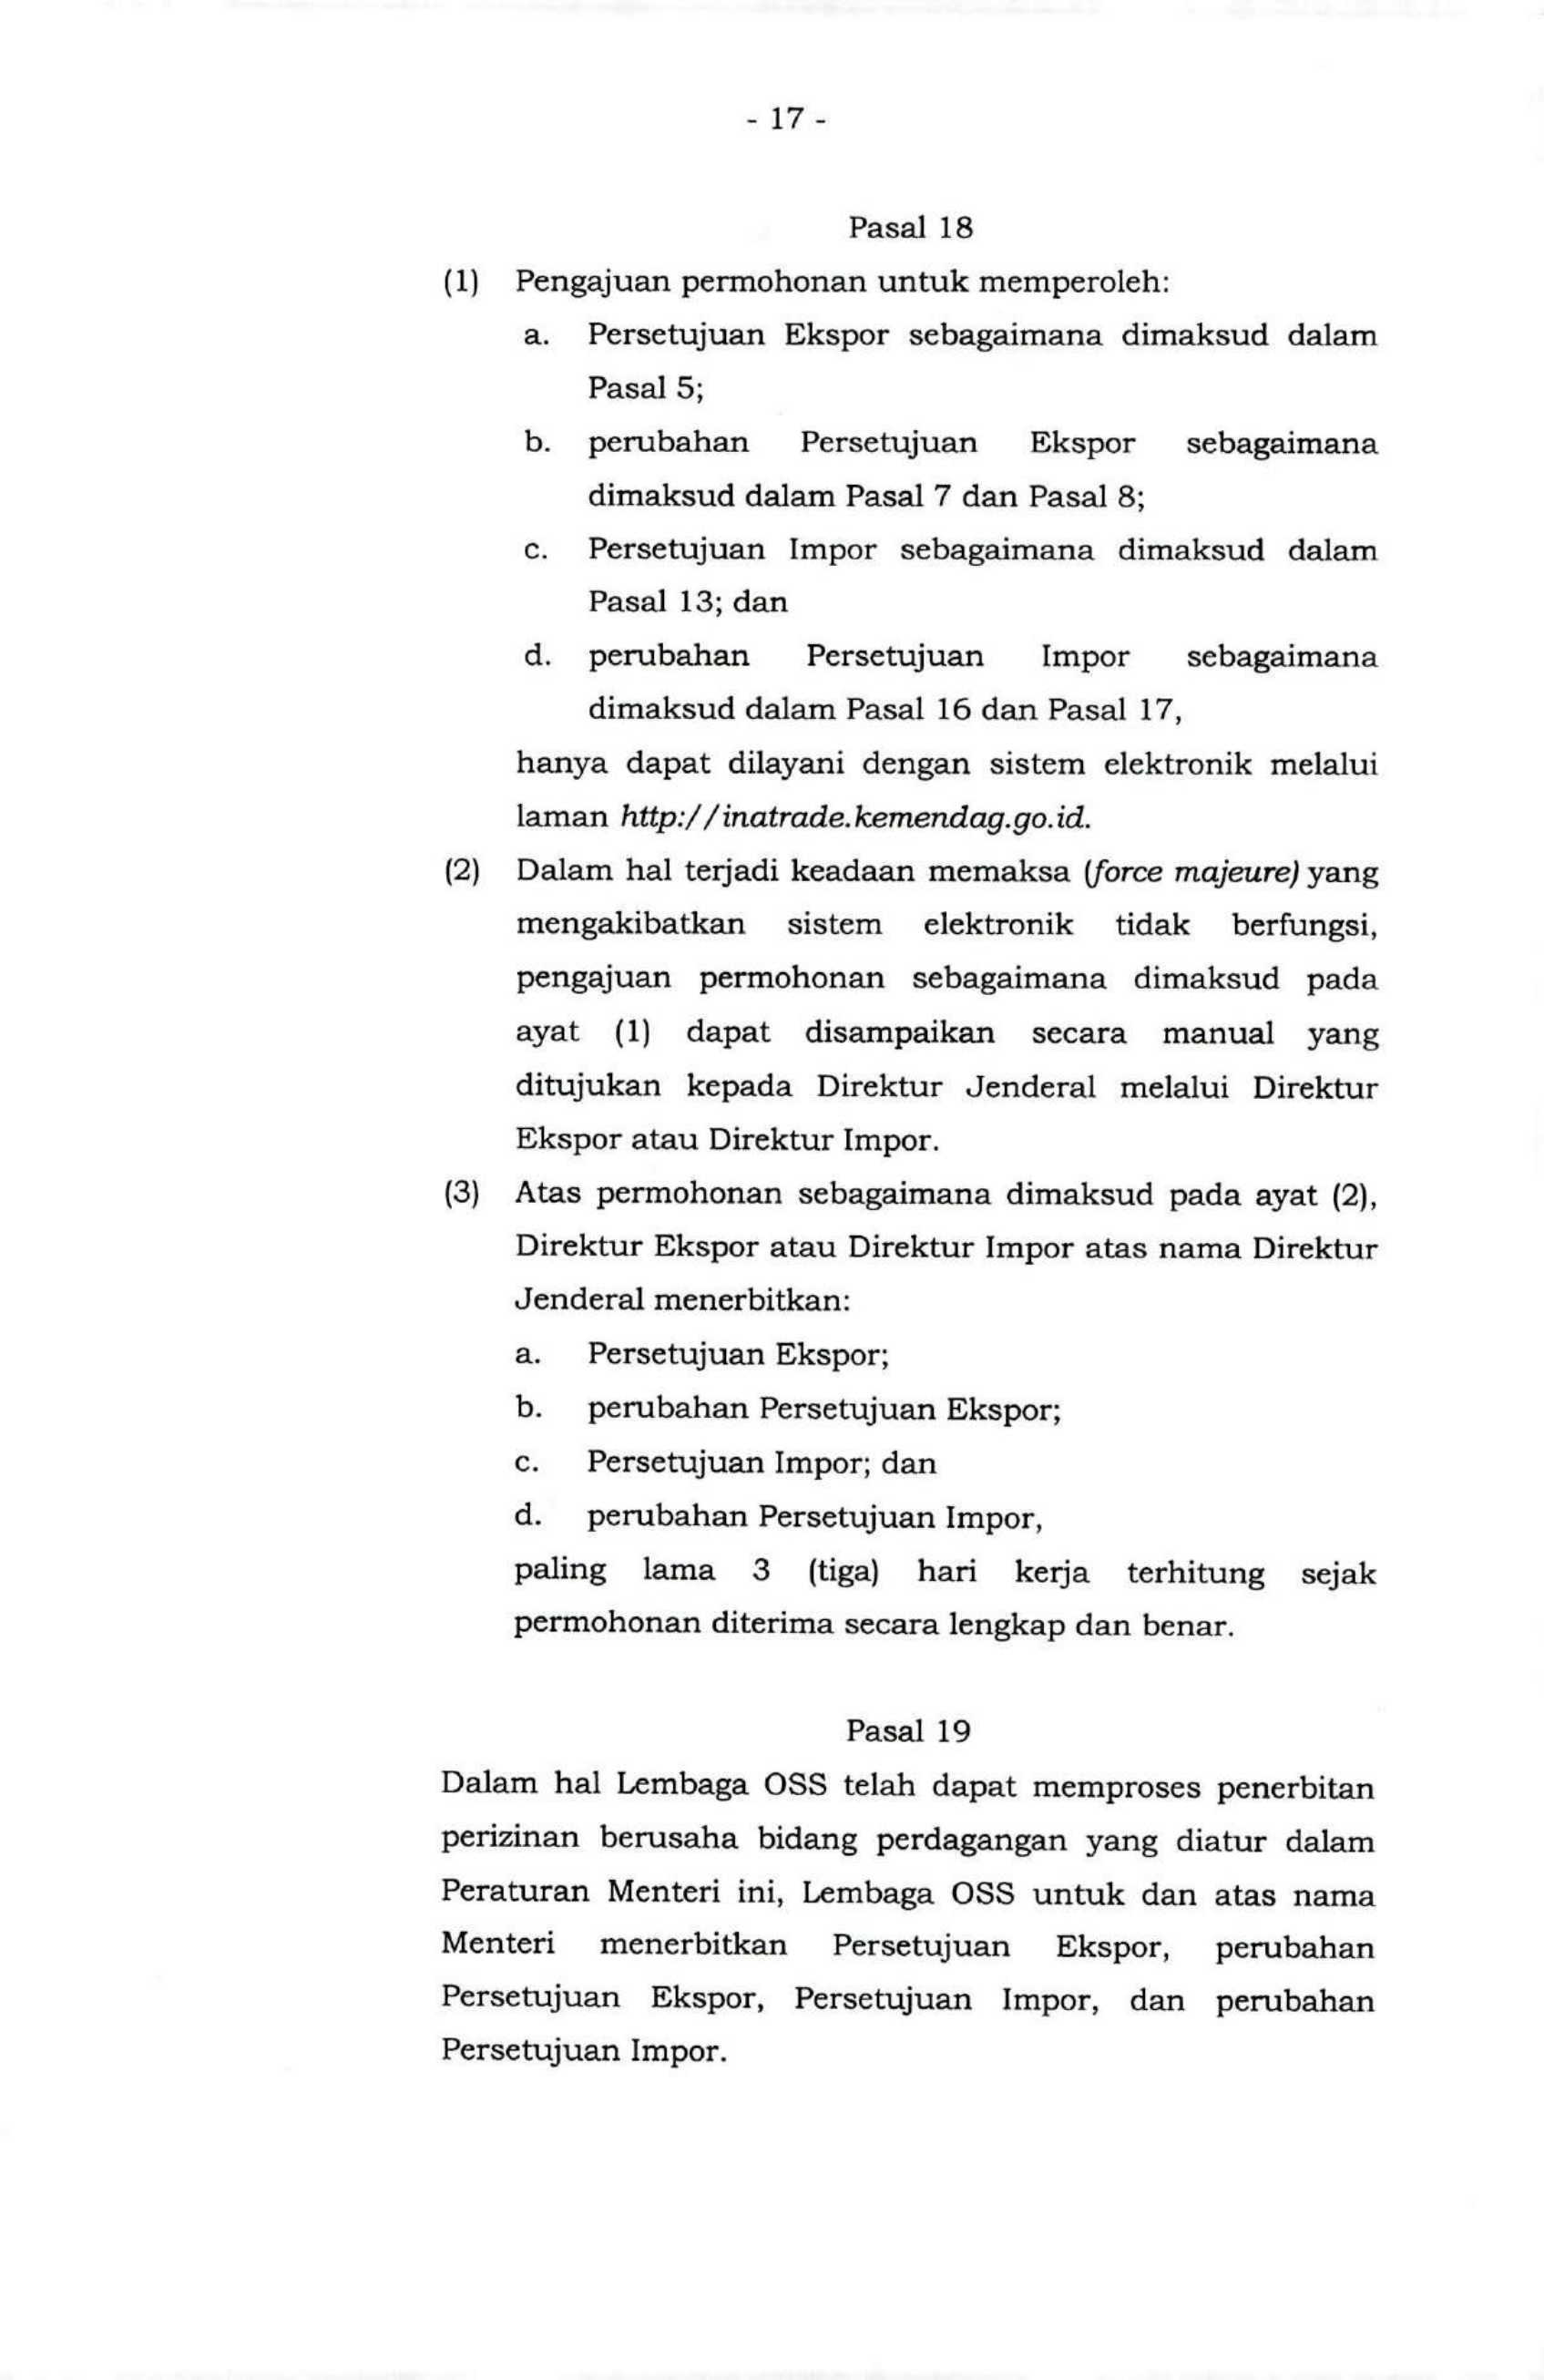 - 17 -
Pasal 18
(1) Pengajuan permohonan untuk memperoleh:
a. Persetujuan Ekspor sebagaimana dimaksud dalam
Pasal 5;
b. perubahan Persetujuan Ekspor sebagaimana
dimaksud dalam Pasal 7 dan Pasal 8;
c. Persetujuan Impor sebagaimana dimaksud dalam
Pasal 13; dan
d. perubahan Persetujuan Impor sebagaimana
dimaksud dalam Pasal 16 dan Pasal 17,
hanya dapat dilayani dengan sistem elektronik melalui
laman http://inatrade.kemendag.go.id.
(2) Dalam hal terjadi keadaan memaksa (force majeure) yang
mengakibatkan sistem elektronik tidak berfungsi,
pengajuan permohonan sebagaimana dimaksud pada
ayat (1) dapat disampaikan secara manual yang
ditujukan kepada Direktur Jenderal melalui Direktur
Ekspor atau Direktur Impor.
(3) Atas permohonan sebagaimana dimaksud pada ayat (2),
Direktur Ekspor atau Direktur Impor atas nama Direktur
Jenderal menerbitkan:
a. Persetujuan Ekspor;
b. perubahan Persetujuan Ekspor;
c. Persetujuan Impor; dan
d. perubahan Persetujuan Impor,
paling lama 3 (tiga) hari kerja terhitung sejak
permohonan diterima secara lengkap dan benar.
Pasal 19
Dalam hal Lembaga OSS telah dapat memproses penerbitan
perizinan berusaha bidang perdagangan yang diatur dalam
Peraturan Menteri ini, Lembaga OSS untuk dan atas nama
Menteri menerbitkan Persetujuan Ekspor, perubahan
Persetujuan Ekspor, Persetujuan Impor, dan perubahan
Persetujuan Impor.